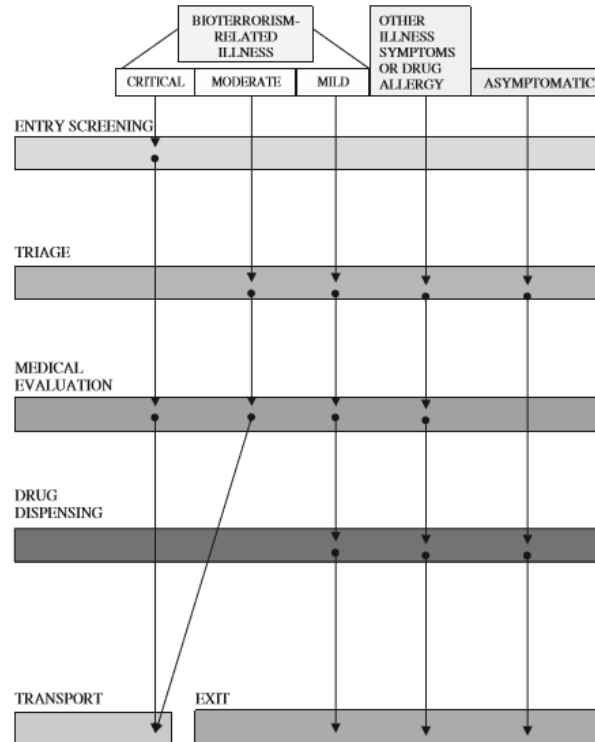 BIOTERRORISM-
RELATED
ILLNESS
OTHER
ILLNESS
SYMPTOMS
OR DRUG
ALLERGY
CRITICAL
MODERATE
MILD
ASYMPTOMATIC
ENTRY SCREENING
TRIAGE
MEDICAL
EVALUATION
DRUG
DISPENSING
TRANSPORT
EXIT